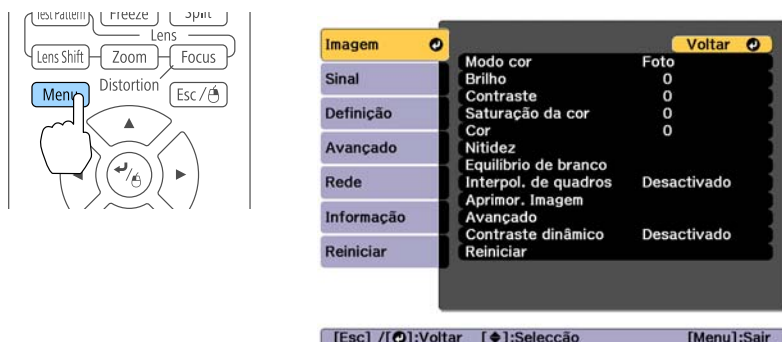 Test Pattern Freeze Split
Lens
Lens Shift Zoom Focus
Menu Distortion Esc /
Imagem
Sinal
Definição
Avançado
Rede
Informação
Reiniciar
Voltar
Modo cor Foto
Brilho 0
Contraste 0
Saturação da cor 0
Cor 0
Nitidez
Equilíbrio de branco
Interpol. de quadros Desactivado
Aprimor. Imagem
Avançado
Contraste dinâmico Desactivado
Reiniciar
[Esc] /[ ]:Voltar [ ]:Selecção [Menu]:Sair